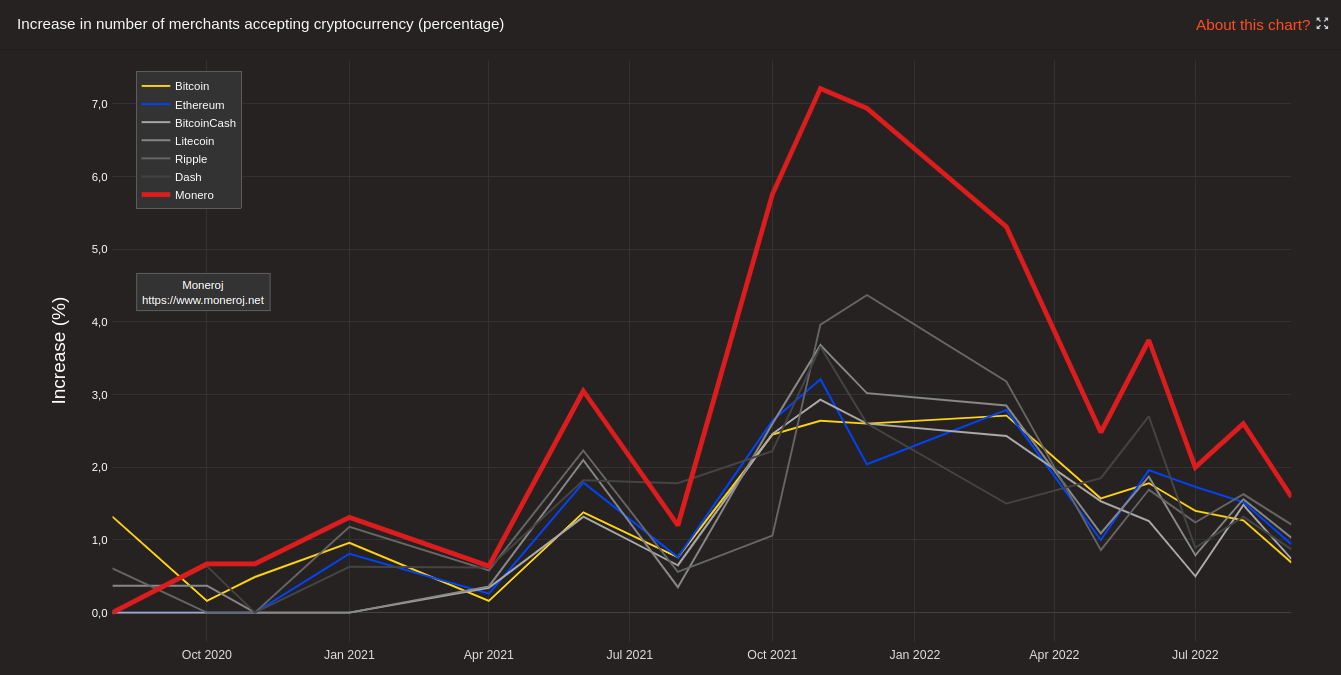 Increase in number of merchants accepting cryptocurrency (percentage)
About this chart?
Bitcoin
Ethereum
BitcoinCash
Litecoin
Ripple
Dash
Monero
Moneroj
https://www.moneroj.net
Increase (%)
7,0
6,0
5,0
4,0
3,0
2,0
1,0
0,0
Oct 2020
Jan 2021
Apr 2021
Jul 2021
Oct 2021
Jan 2022
Apr 2022
Jul 2022